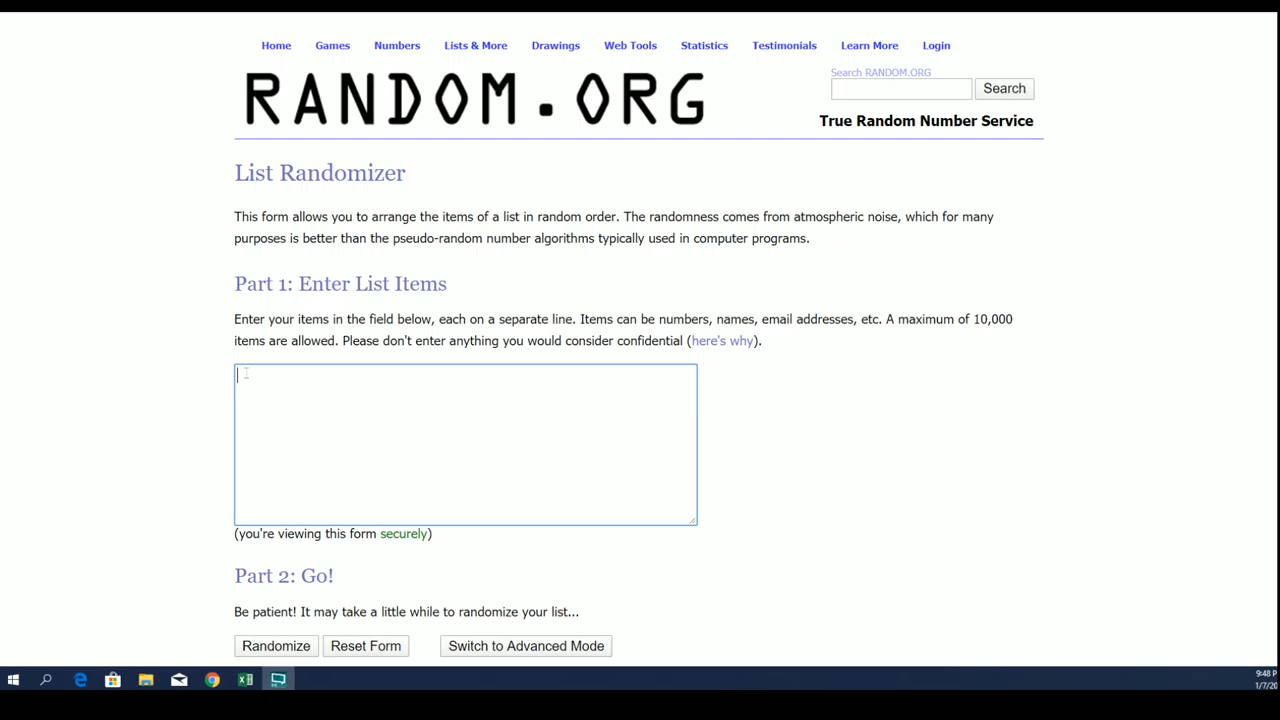 Home Games Numbers Lists & More Drawings Web Tools Statistics Testimonials Learn More Login
RANDOM.ORG
Search RANDOM.ORG
Search
True Random Number Service
List Randomizer
This form allows you to arrange the items of a list in random order. The randomness comes from atmospheric noise, which for many
purposes is better than the pseudo-random number algorithms typically used in computer programs.
Part 1: Enter List Items
Enter your items in the field below, each on a separate line. Items can be numbers, names, email addresses, etc. A maximum of 10,000
items are allowed. Please don't enter anything you would consider confidential (here's why).
(you're viewing this form securely)
Part 2: Go!
Be patient! It may take a little while to randomize your list...
Randomize Reset Form Switch to Advanced Mode
9:48 P
1/7/20